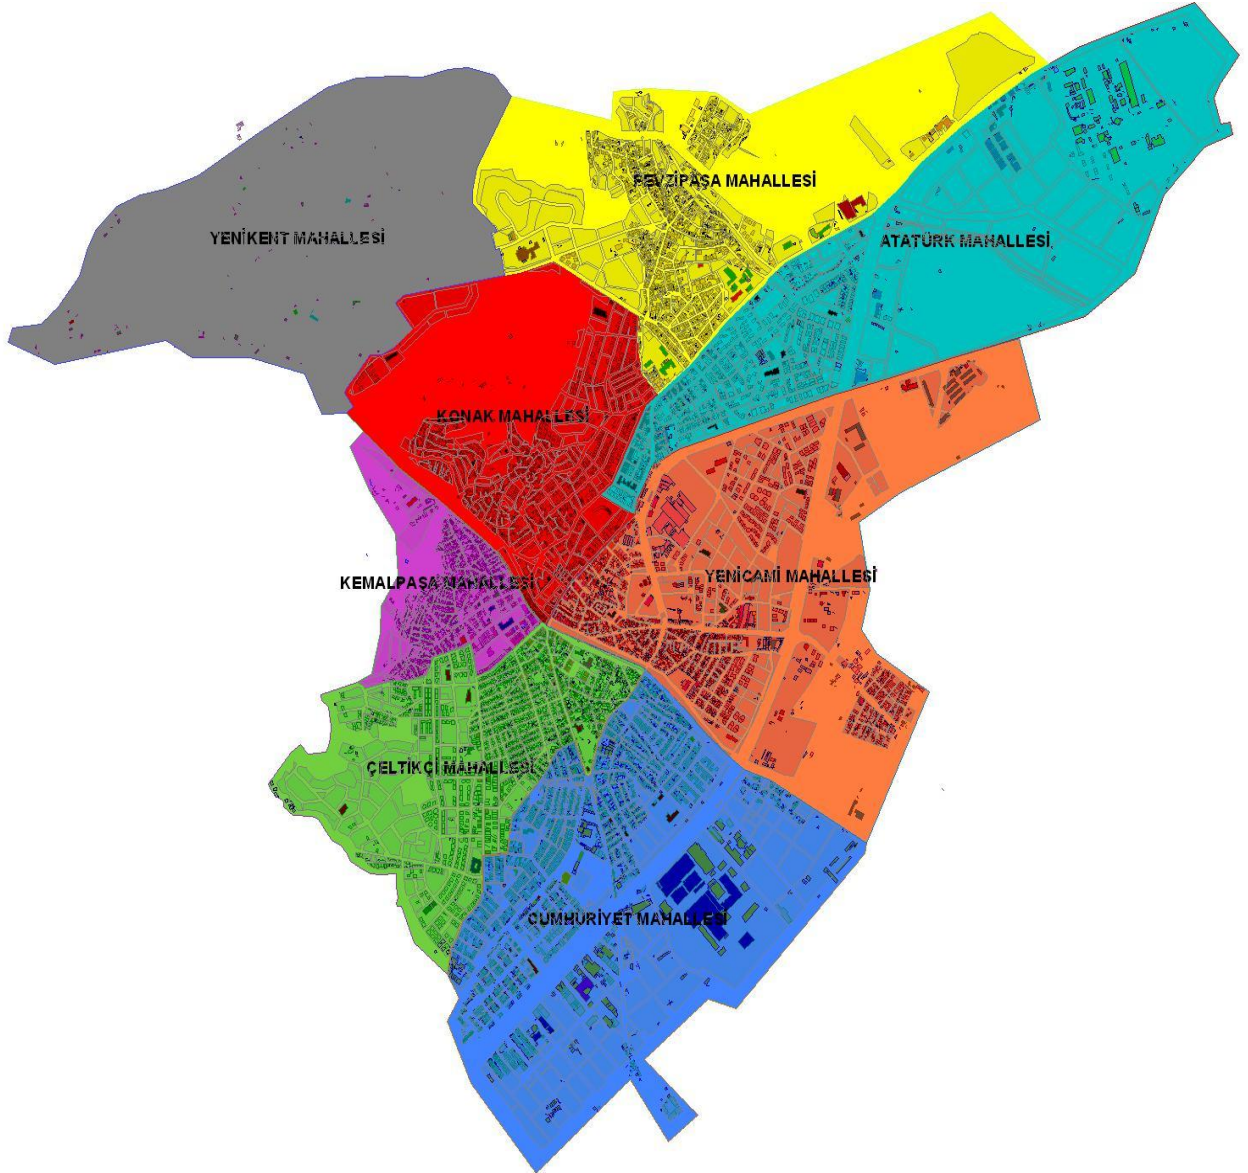 FEVZİPAŞA MAHALLESİ
YENİKENT MAHALLESİ
ATATÜRK MAHALLESİ
KONAK MAHALLESİ
YENİCAMİ MAHALLESİ
KEMALPAŞA MAHALLESİ
ÇELTİKÇİ MAHALLESİ
CUMHURİYET MAHALLESİ